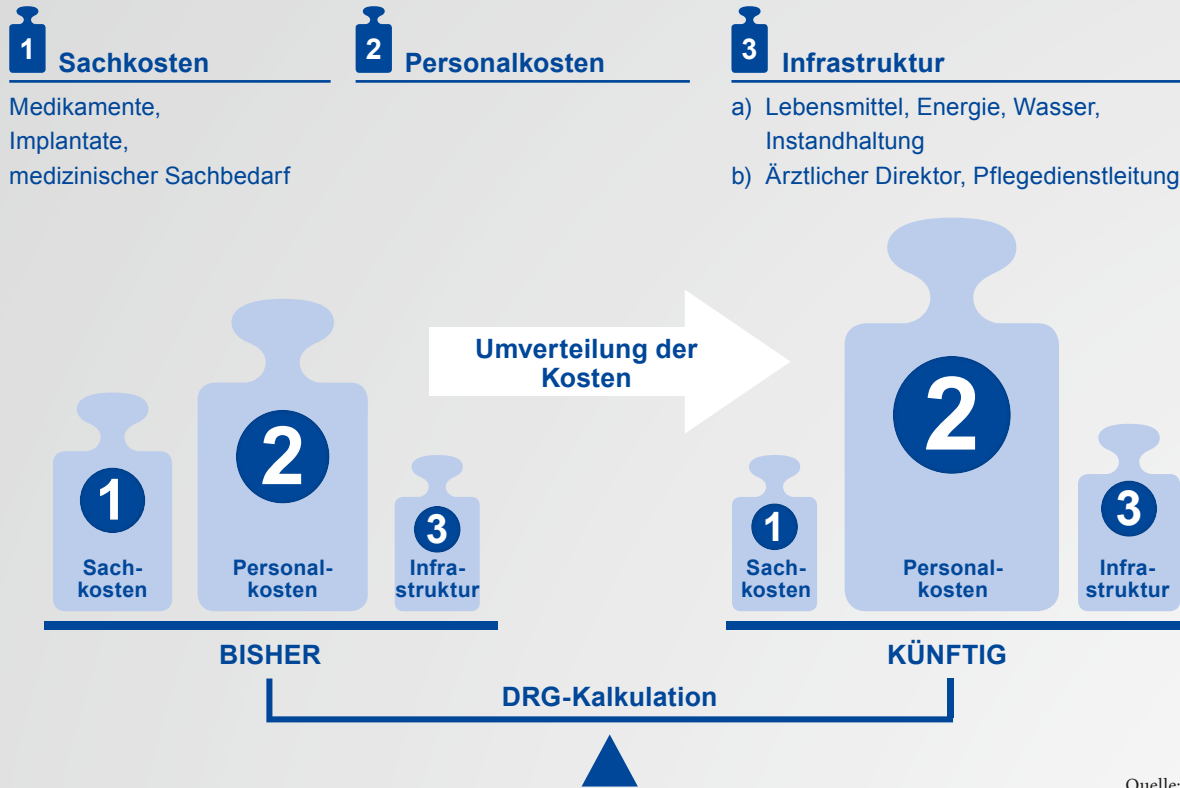 1 Sachkosten
Medikamente,
Implantate,
medizinischer Sachbedarf
2 Personalkosten
3 Infrastruktur
a) Lebensmittel, Energie, Wasser,
Instandhaltung
b) Ärztlicher Direktor, Pflegedienstleitung
Umverteilung der
Kosten
1
Sach-
kosten
2
Personal-
kosten
3
Infra-
struktur
BISHER
1
Sach-
kosten
2
Personal-
kosten
3
Infra-
struktur
KÜNFTIG
DRG-Kalkulation
Quelle: